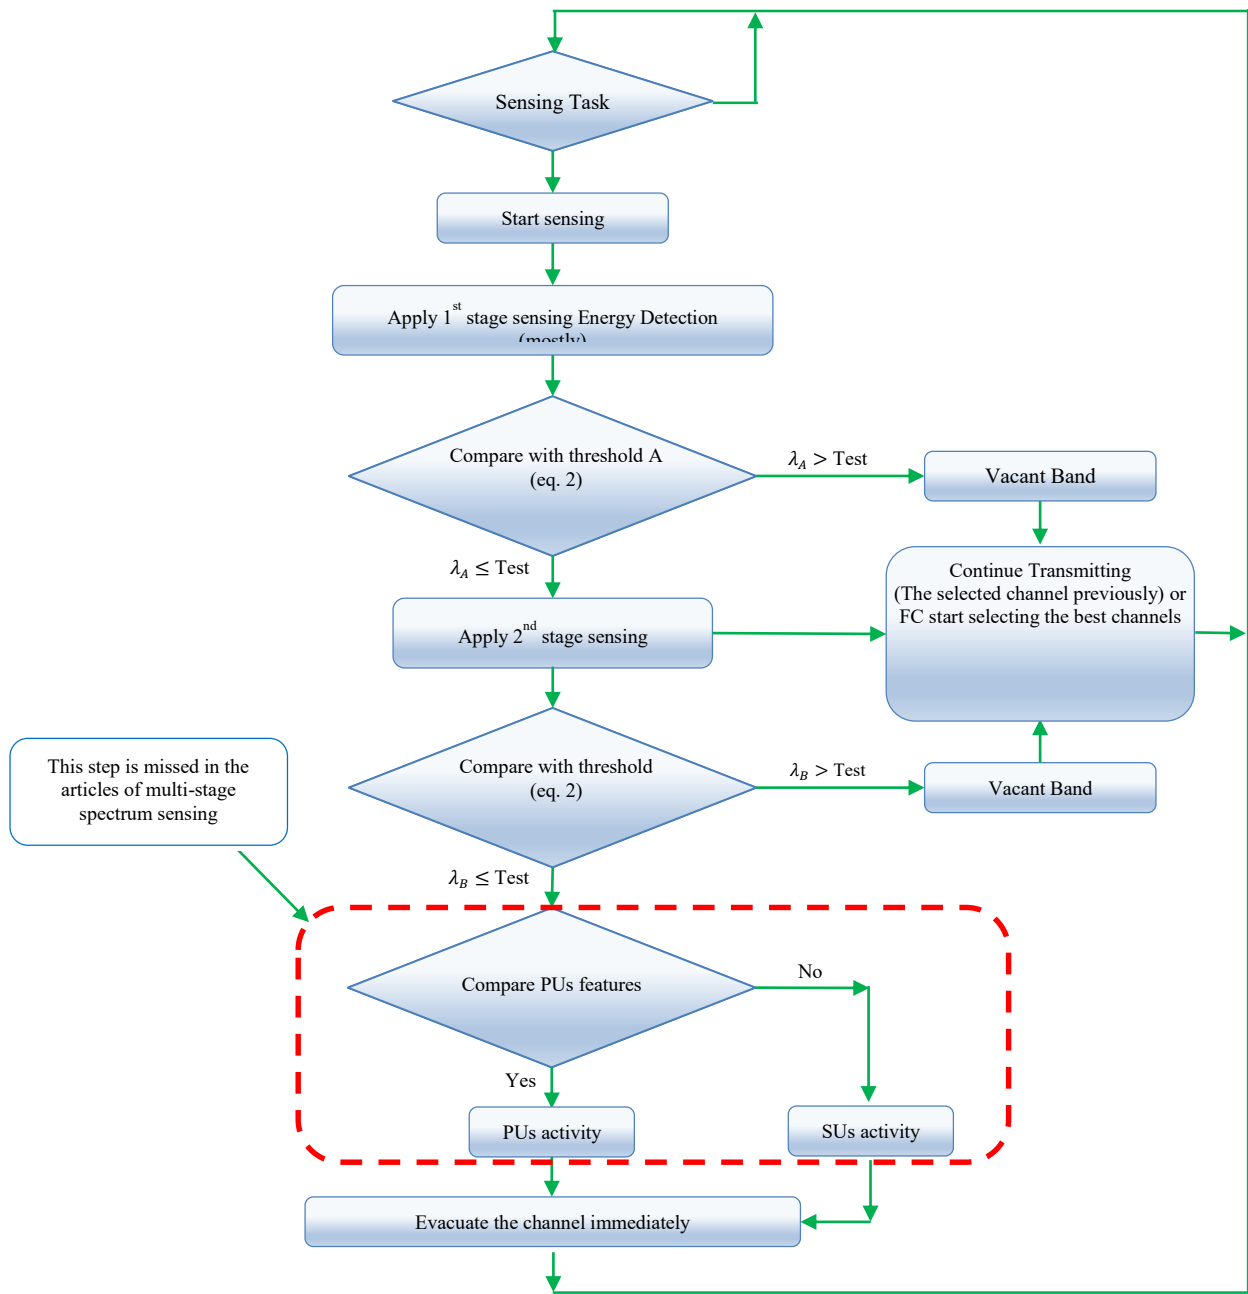 Sensing Task
Start sensing
Apply 1st stage sensing Energy Detection
(mostly)
Compare with threshold A
(eq. 2)
λA > Test
Vacant Band
λA ≤ Test
Continue Transmitting
(The selected channel previously) or
FC start selecting the best channels
Apply 2nd stage sensing
Compare with threshold
(eq. 2)
λB > Test
Vacant Band
This step is missed in the
articles of multi-stage
spectrum sensing
λB ≤ Test
Compare PUs features
No
Yes
PUs activity
SUs activity
Evacuate the channel immediately